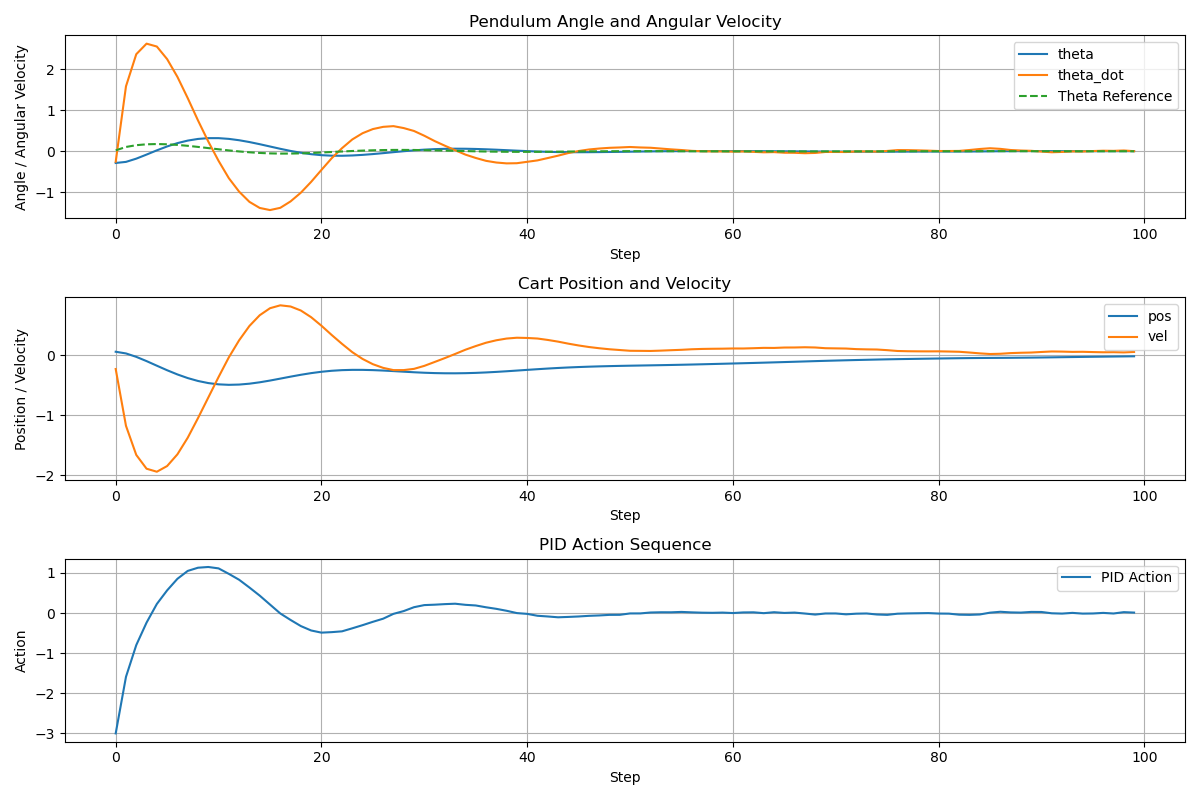 Pendulum Angle and Angular Velocity
Angle / Angular Velocity
2
1
0
−1
theta
theta_dot
Theta Reference
0 20 40 60 80 100
Step
Cart Position and Velocity
Position / Velocity
0
−1
−2
pos
vel
0 20 40 60 80 100
Step
PID Action Sequence
Action
1
0
−1
−2
−3
PID Action
0 20 40 60 80 100
Step